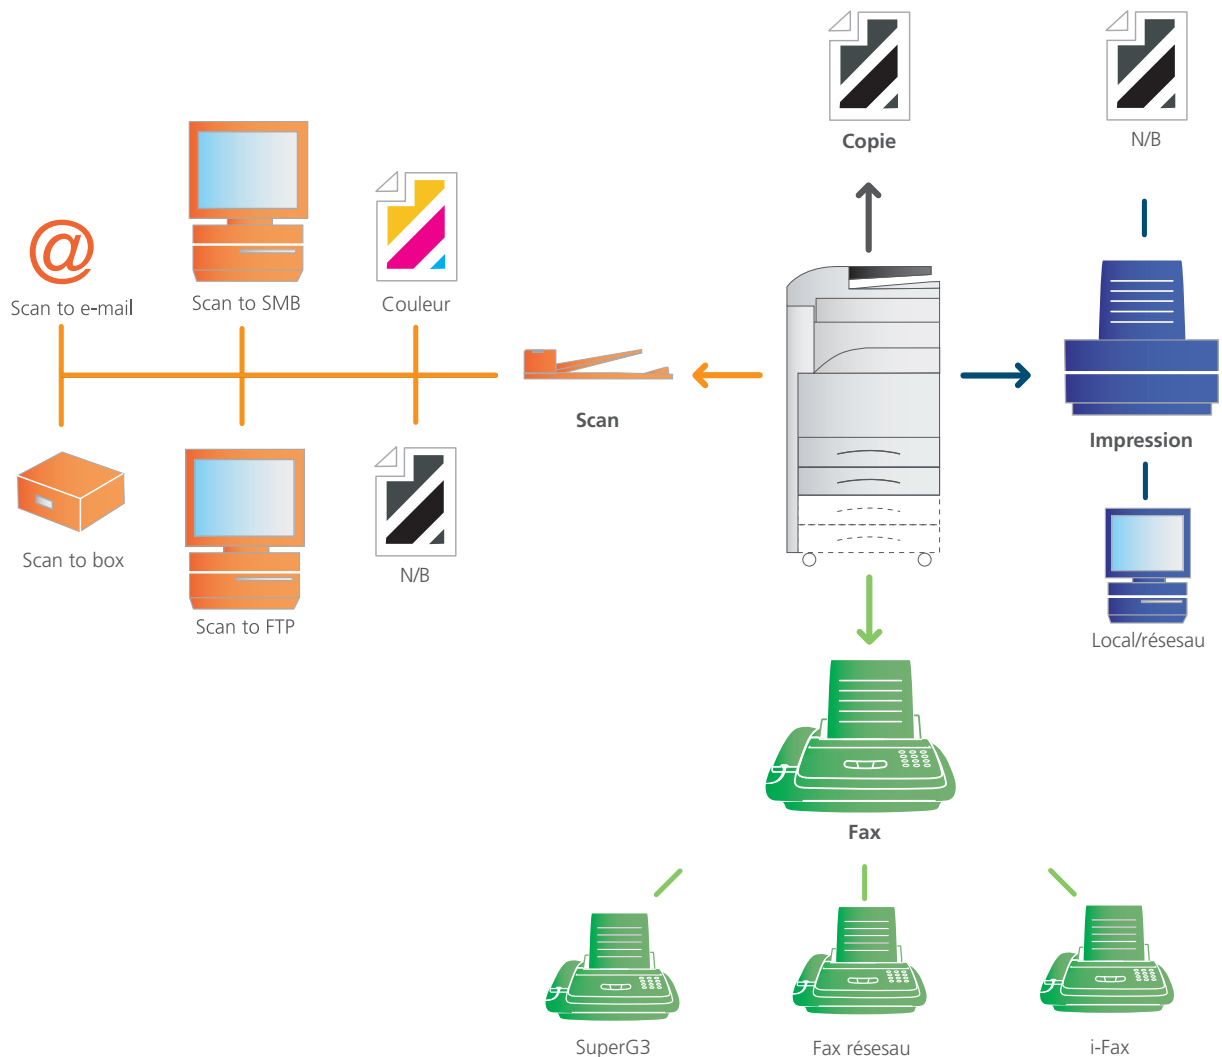 Copie
N/B
Scan to e-mail
Scan to SMB
Couleur
Scan
Impression
Scan to box
Scan to FTP
N/B
Local/résesau
Fax
SuperG3
Fax résesau
i-Fax